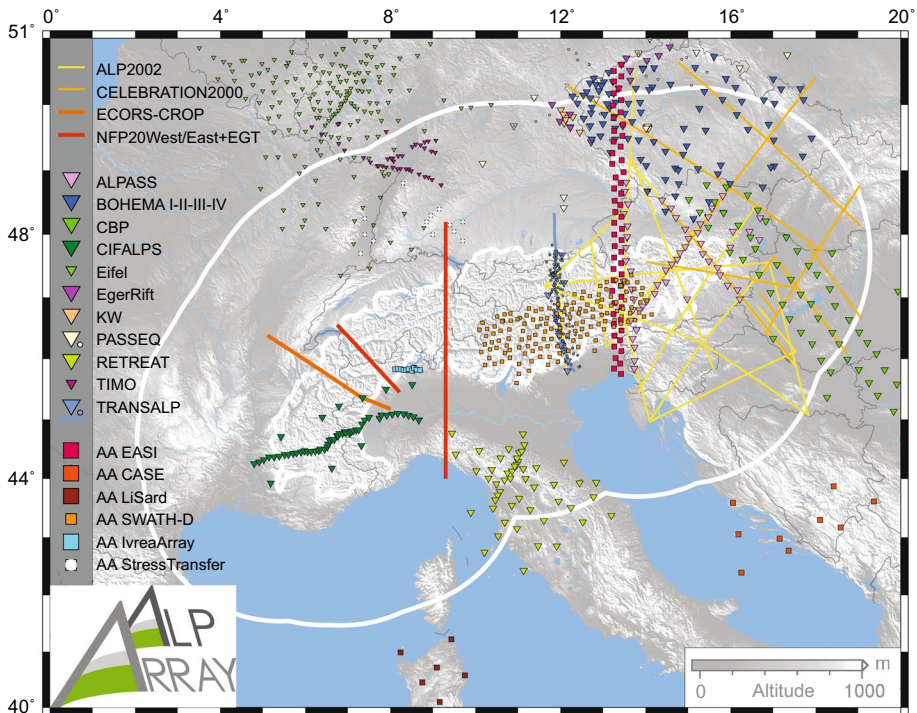 0° 4° 8° 12° 16° 20°
51°
48°
44°
40°
ALP2002
CELEBRATION2000
ECORS-CROP
NFP20West/East+EGT
ALPASS
BOHEMA I-II-III-IV
CBP
CIFALPS
Eifel
EgerRift
KW
PASSEQ
RETREAT
TIMO
TRANSALP
AA EASI
AA CASE
AA LiSard
AA SWATH-D
AA IvreaArray
AA StressTransfer
ALP
ARRAY
m
0 Altitude 1000